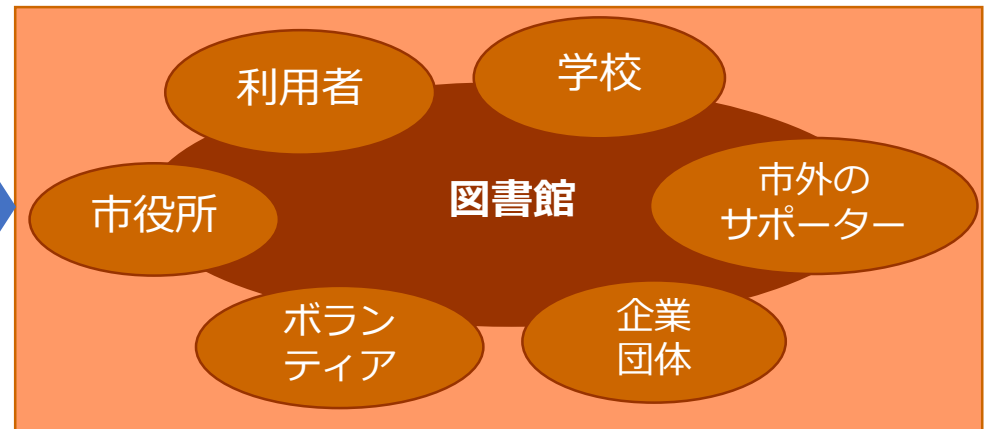 利用者
学校
市役所
図書館
市外の
サポーター
ボラン
ティア
企業
団体